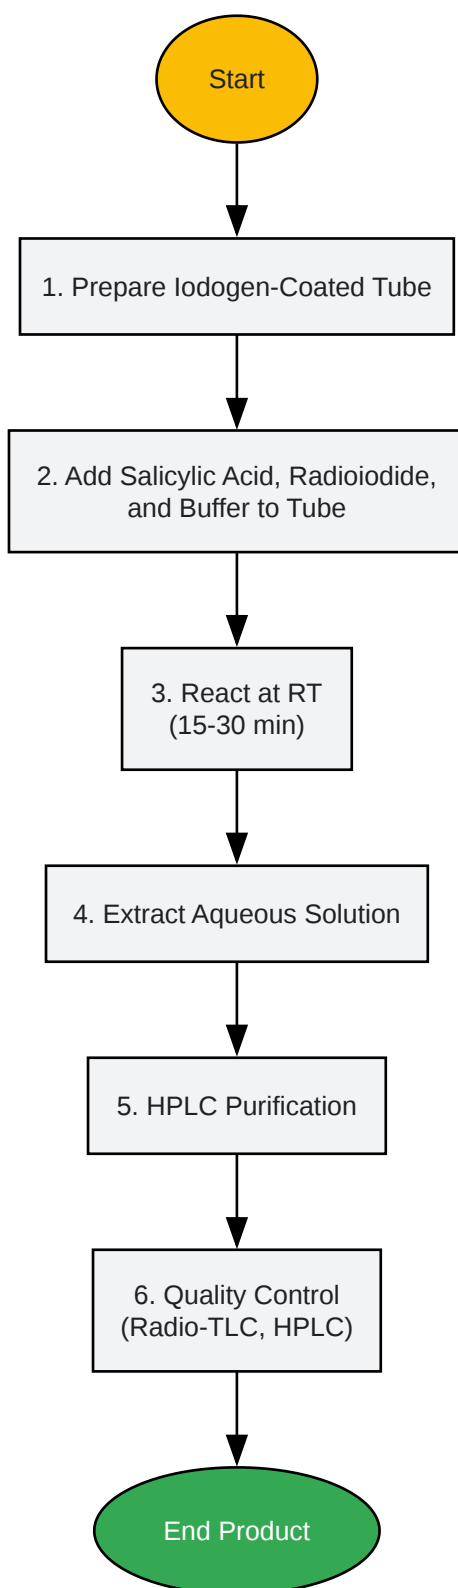 Start
1. Prepare Iodogen-Coated Tube
2. Add Salicylic Acid, Radioiodide,
and Buffer to Tube
3. React at RT
(15-30 min)
4. Extract Aqueous Solution
5. HPLC Purification
6. Quality Control
(Radio-TLC, HPLC)
End Product